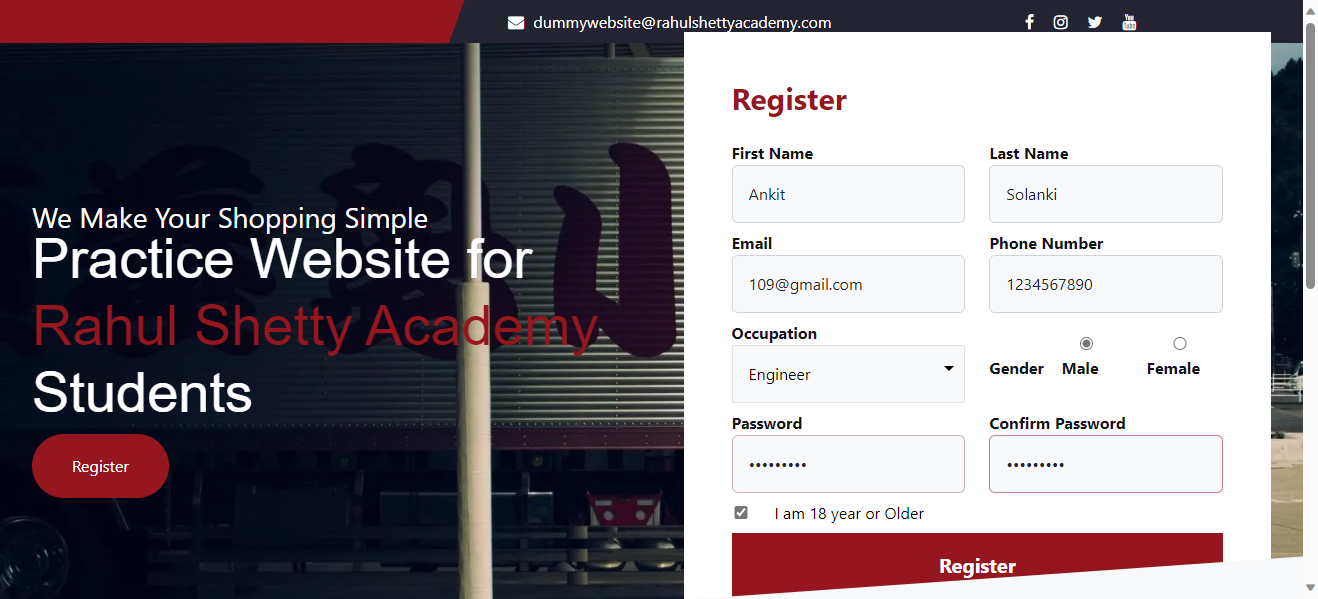 dummywebsite@rahulshettyacademy.com
You
Tube
We Make Your Shopping Simple
Practice Website for
Rahul Shetty Academy
Students
Register
Register
First Name
Last Name
Ankit
Solanki
Email
Phone Number
109@gmail.com
1234567890
Occupation
Engineer
Gender
Male
Female
Password
Confirm Password
•••••••••
•••••••••
I am 18 year or Older
Register